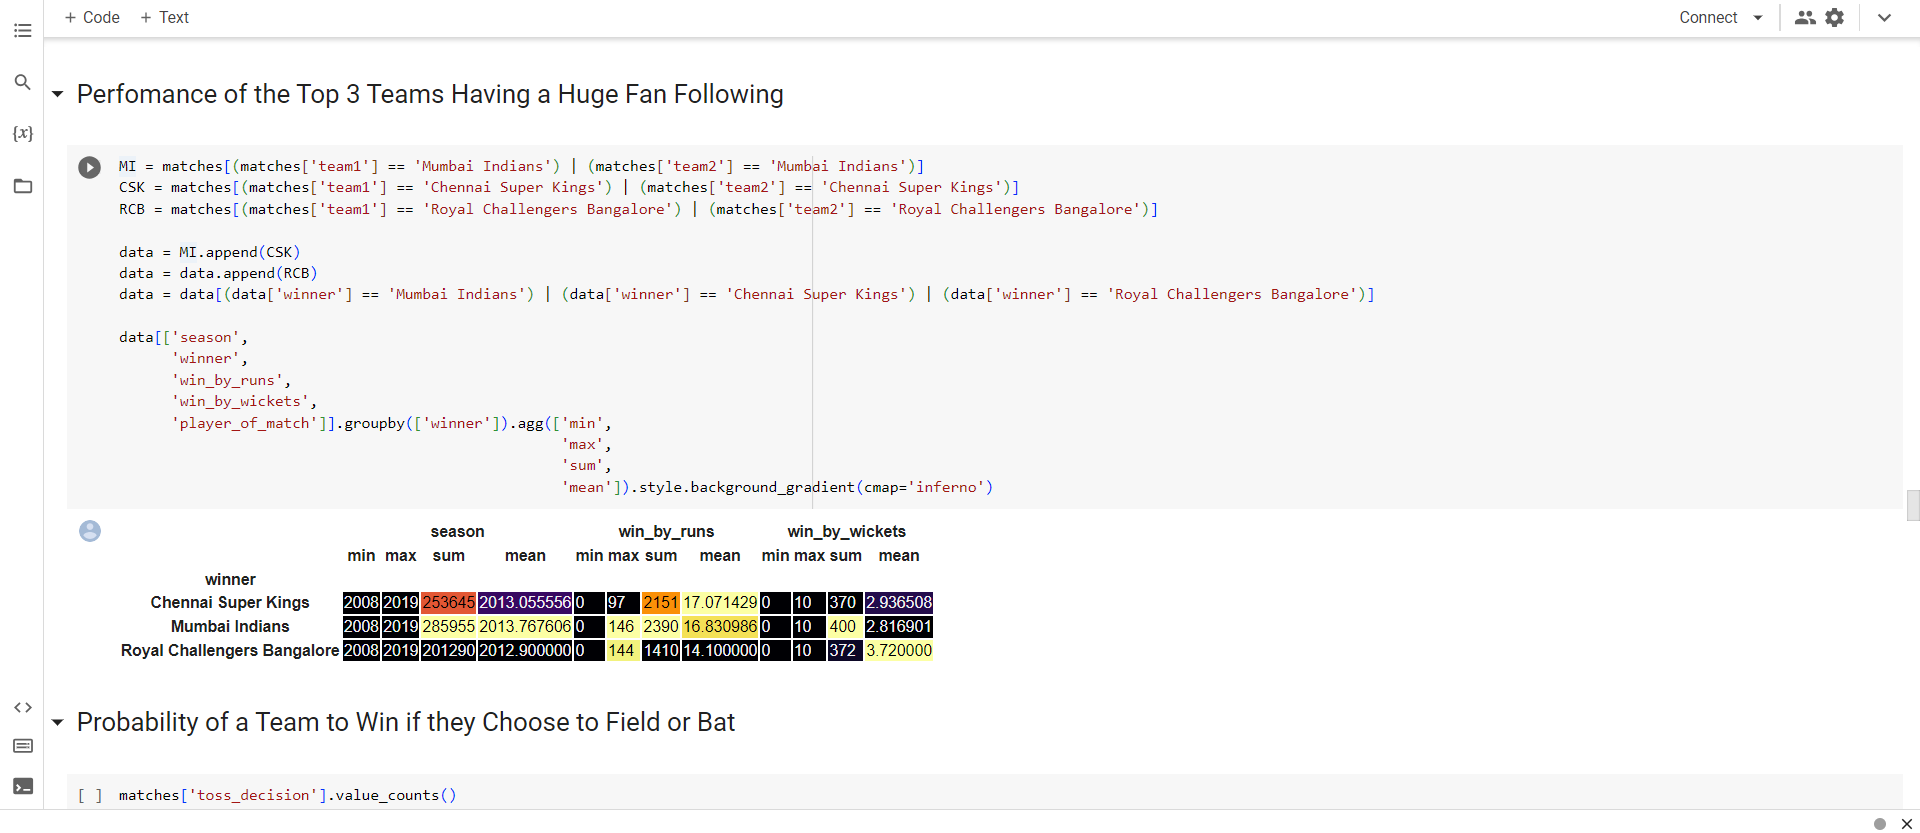 + Code + Text
Connect
Perfomance of the Top 3 Teams Having a Huge Fan Following
{x}
MI = matches[(matches['team1'] == 'Mumbai Indians') | (matches['team2'] == 'Mumbai Indians')]
CSK = matches[(matches['team1'] == 'Chennai Super Kings') | (matches['team2'] == 'Chennai Super Kings')]
RCB = matches[(matches['team1'] == 'Royal Challengers Bangalore') | (matches['team2'] == 'Royal Challengers Bangalore')]
data = MI.append(CSK)
data = data.append(RCB)
data = data[(data['winner'] == 'Mumbai Indians') | (data['winner'] == 'Chennai Super Kings') | (data['winner'] == 'Royal Challengers Bangalore')]
data[['season',
'winner',
'win_by_runs',
'win_by_wickets',
'player_of_match']].groupby(['winner']).agg(['min',
'max',
'sum',
'mean']).style.background_gradient(cmap='inferno')
season win_by_runs win_by_wickets
min max sum mean min max sum mean min max sum mean
winner
Chennai Super Kings 2008 2019 253645 2013.055556 0 97 2151 17.071429 0 10 370 2.936508
Mumbai Indians 2008 2019 285955 2013.767606 0 146 2390 16.830986 0 10 400 2.816901
Royal Challengers Bangalore 2008 2019 201290 2012.900000 0 144 1410 14.100000 0 10 372 3.720000
Probability of a Team to Win if they Choose to Field or Bat
[ ] matches['toss_decision'].value_counts()